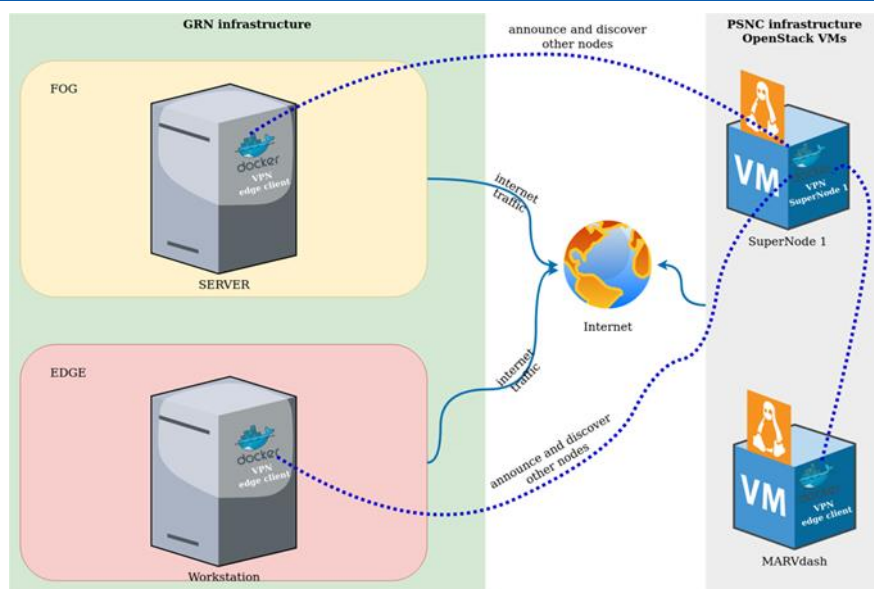 GRN infrastructure
PSNC infrastructure
OpenStack VMs
announce and discover
other nodes
FOG
docker
VPN
edge client
SERVER
internet
traffic
VM
docker
VPN
SuperNode 1
SuperNode 1
Internet
EDGE
docker
VPN
edge client
Workstation
internet
traffic
announce and discover
other nodes
VM
docker
VPN
edge client
MARVdash